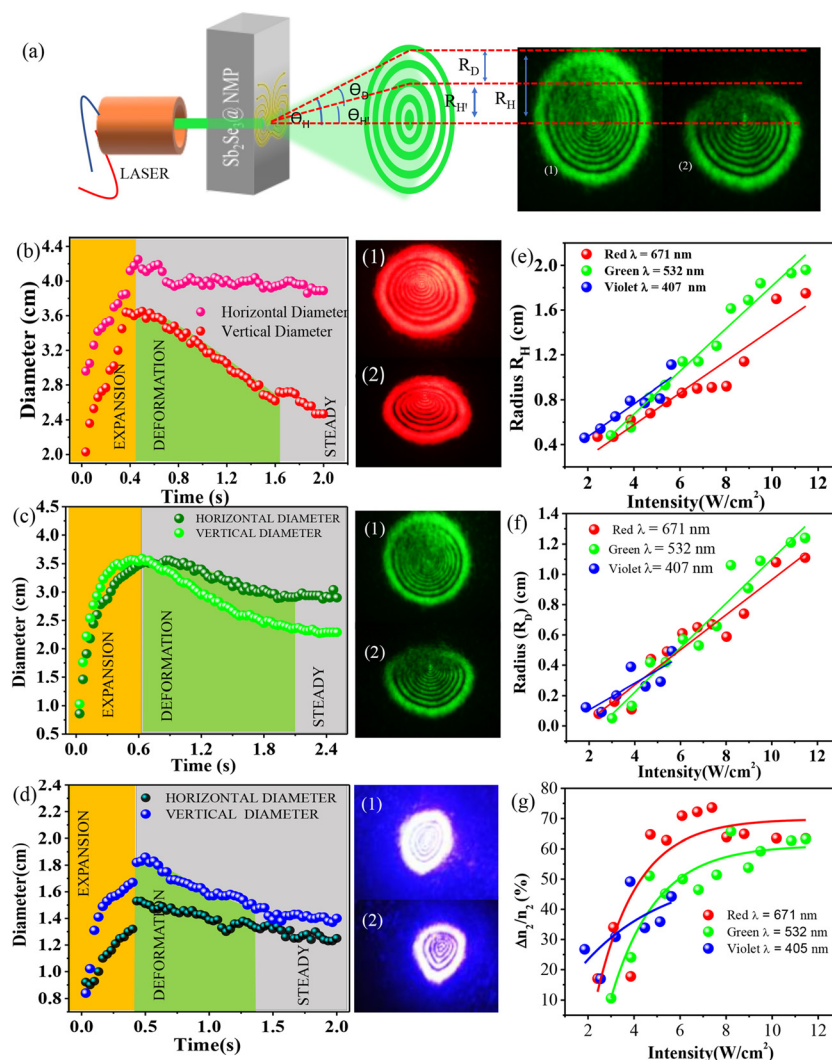 (a)
Sb2Se3@ NMP
LASER
ϴH
ϴD
ϴH'
RD
RH'
RH
(1)
(2)
(b)
4.4
4.0
3.6
3.2
2.8
2.4
2.0
Diameter (cm)
EXPANSION
DEFORMATION
STEADY
Horizontal Diameter
Vertical Diameter
0.0 0.4 0.8 1.2 1.6 2.0
Time (s)
(1)
(2)
(e)
Red λ = 671 nm
Green λ = 532 nm
Violet λ = 407 nm
2.0
1.6
1.2
0.8
0.4
Radius RH (cm)
2 4 6 8 10 12
Intensity(W/cm2)
(c)
4.5
4.0
3.5
3.0
2.5
2.0
1.5
1.0
0.5
Diameter (cm)
EXPANSION
DEFORMATION
STEADY
HORIZONTAL DIAMETER
VERTICAL DIAMETER
0.0 0.6 1.2 1.8 2.4
Time (s)
(1)
(2)
(f)
Red λ = 671 nm
Green λ = 532 nm
Violet λ= 407 nm
1.4
1.2
1.0
0.8
0.6
0.4
0.2
0.0
Radius (RD) (cm)
2 4 6 8 10 12
Intensity(W/cm2)
(d)
2.4
2.2
2.0
1.8
1.6
1.4
1.2
1.0
0.8
Diameter (cm)
EXPANSION
DEFORMATION
STEADY
HORIZONTAL DIAMETER
VERTICAL DIAMETER
0.0 0.5 1.0 1.5 2.0
Time(s)
(1)
(2)
(g)
80
70
60
50
40
30
20
10
Δn2/n2 (%)
Red λ = 671 nm
Green λ = 532 nm
Violet λ = 405 nm
2 4 6 8 10 12
Intensity(W/cm2)